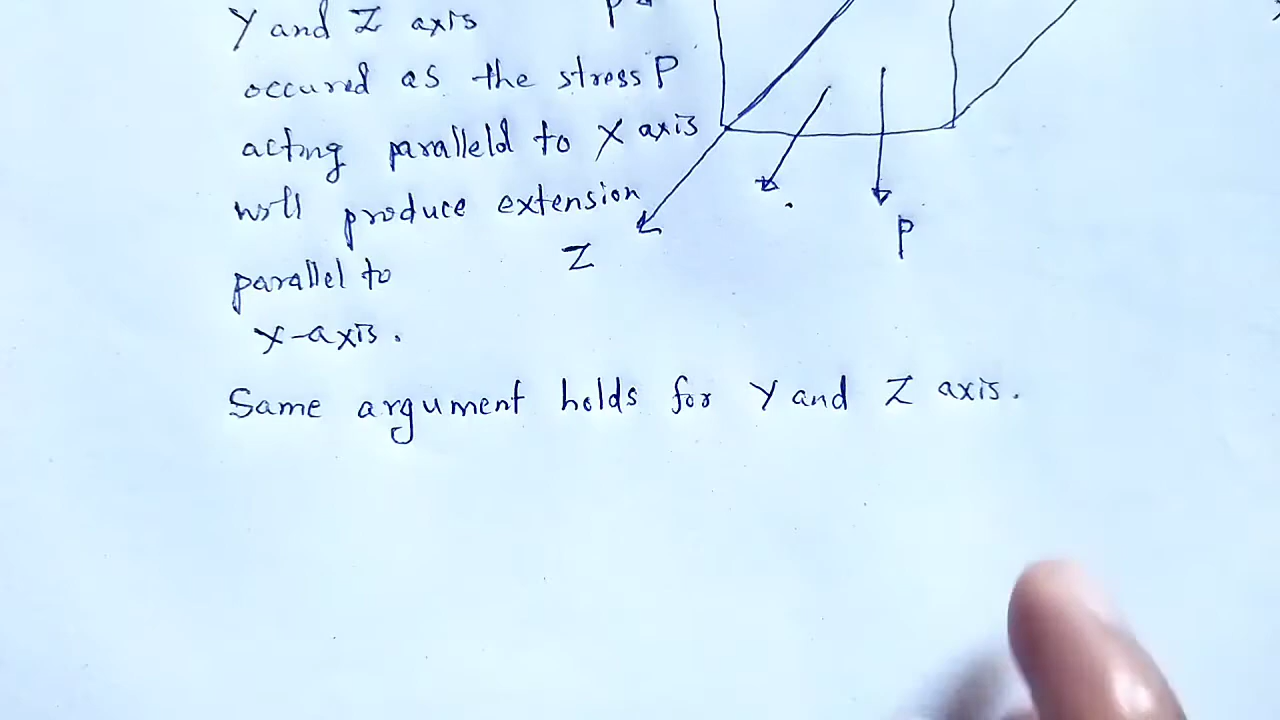 Y and Z axis
P
occured as the stress P
acting paralleld to X axis
will produce extension
P
Z
parallel to
x-axis.
Same argument holds for Y and Z axis.